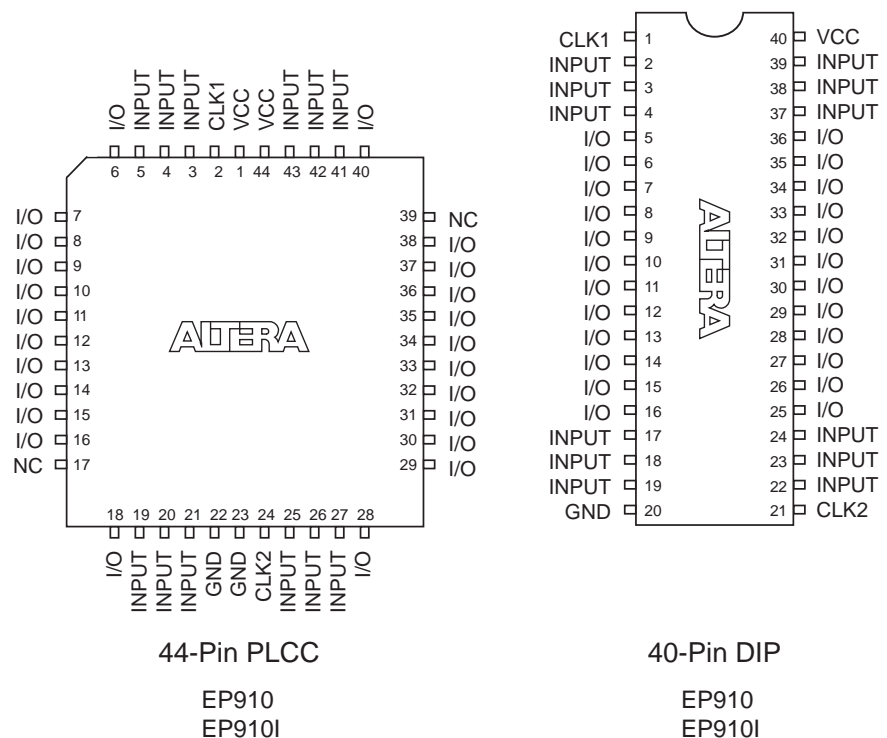 I/O INPUT INPUT INPUT CLK1 VCC VCC INPUT INPUT INPUT I/O
6 5 4 3 2 1 44 43 42 41 40
I/O 7 39 NC
I/O 8 38 I/O
I/O 9 37 I/O
I/O 10 36 I/O
I/O 11 35 I/O
I/O 12 34 I/O
I/O 13 33 I/O
I/O 14 32 I/O
I/O 15 31 I/O
I/O 16 30 I/O
NC 17 29 I/O
ALTERA
18 19 20 21 22 23 24 25 26 27 28
I/O INPUT INPUT INPUT GND GND CLK2 INPUT INPUT INPUT I/O
44-Pin PLCC
EP910
EP910I
CLK1 1 40 VCC
INPUT 2 39 INPUT
INPUT 3 38 INPUT
INPUT 4 37 INPUT
I/O 5 36 I/O
I/O 6 35 I/O
I/O 7 34 I/O
I/O 8 33 I/O
I/O 9 32 I/O
I/O 10 31 I/O
I/O 11 30 I/O
I/O 12 29 I/O
I/O 13 28 I/O
I/O 14 27 I/O
I/O 15 26 I/O
I/O 16 25 I/O
INPUT 17 24 INPUT
INPUT 18 23 INPUT
INPUT 19 22 INPUT
GND 20 21 CLK2
ALTERA
40-Pin DIP
EP910
EP910I